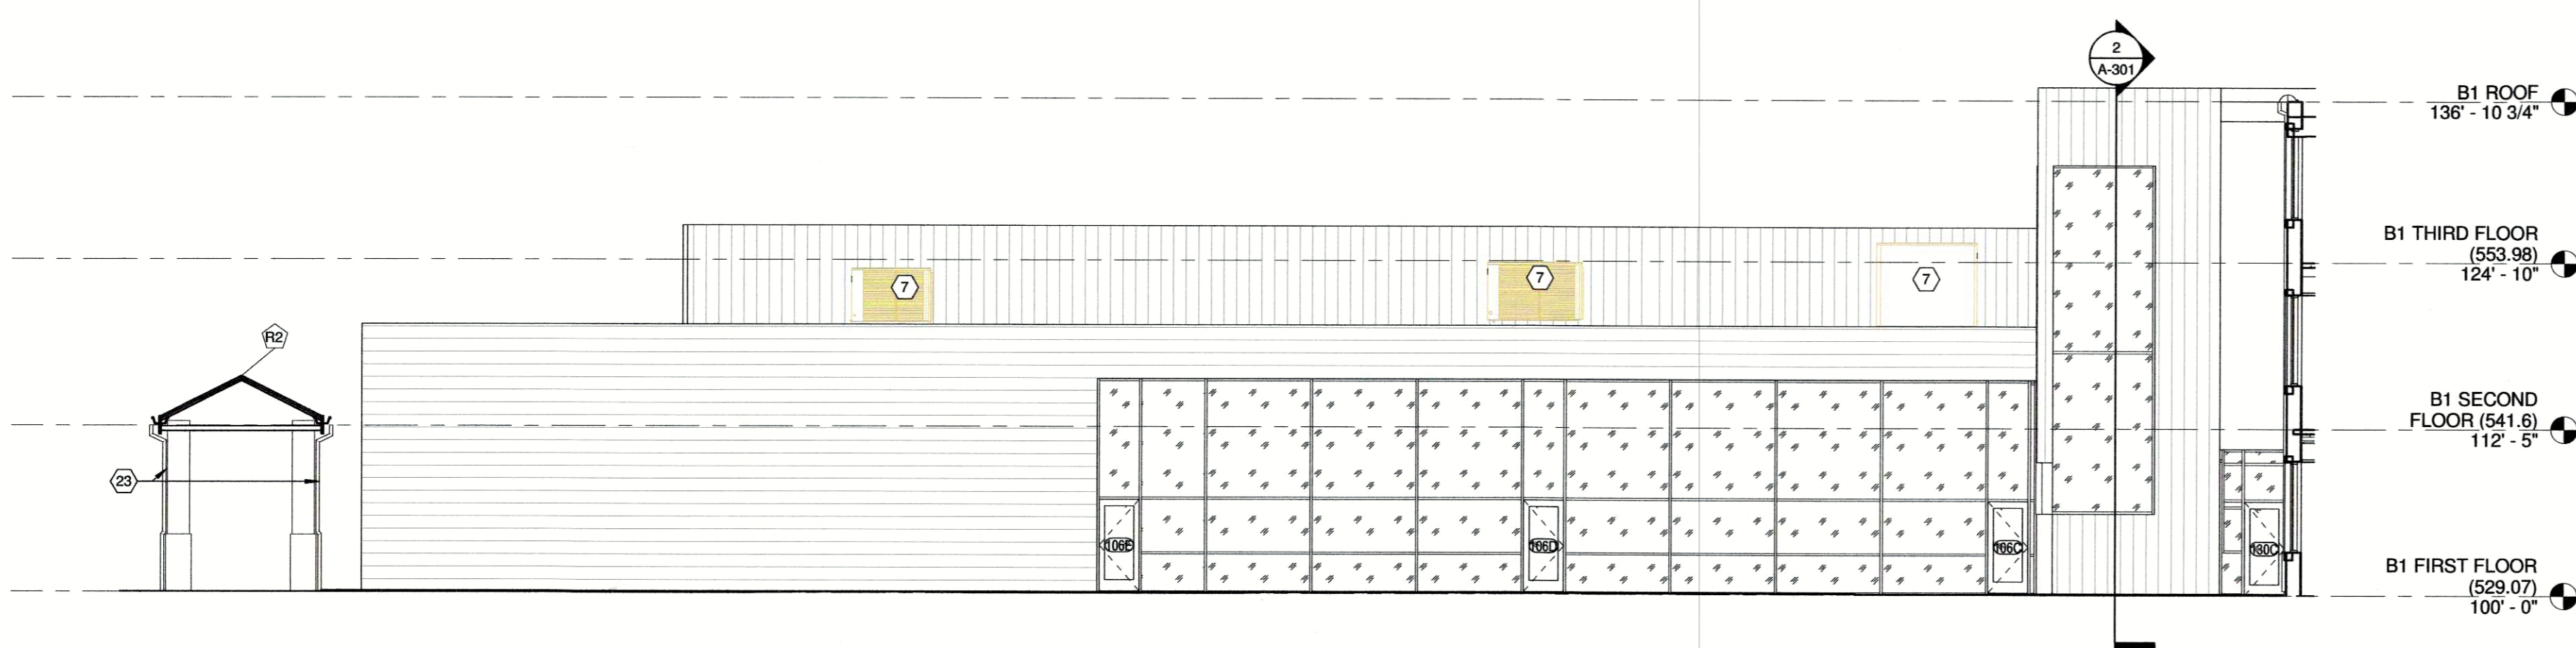 2
A-301
B1 ROOF
136' - 10 3/4"
B1 THIRD FLOOR
(553.98)
124' - 10"
7
7
7
R2
B1 SECOND
FLOOR (541.6)
112' - 5"
23
106E
106D
106C
130C
B1 FIRST FLOOR
(529.07)
100' - 0"